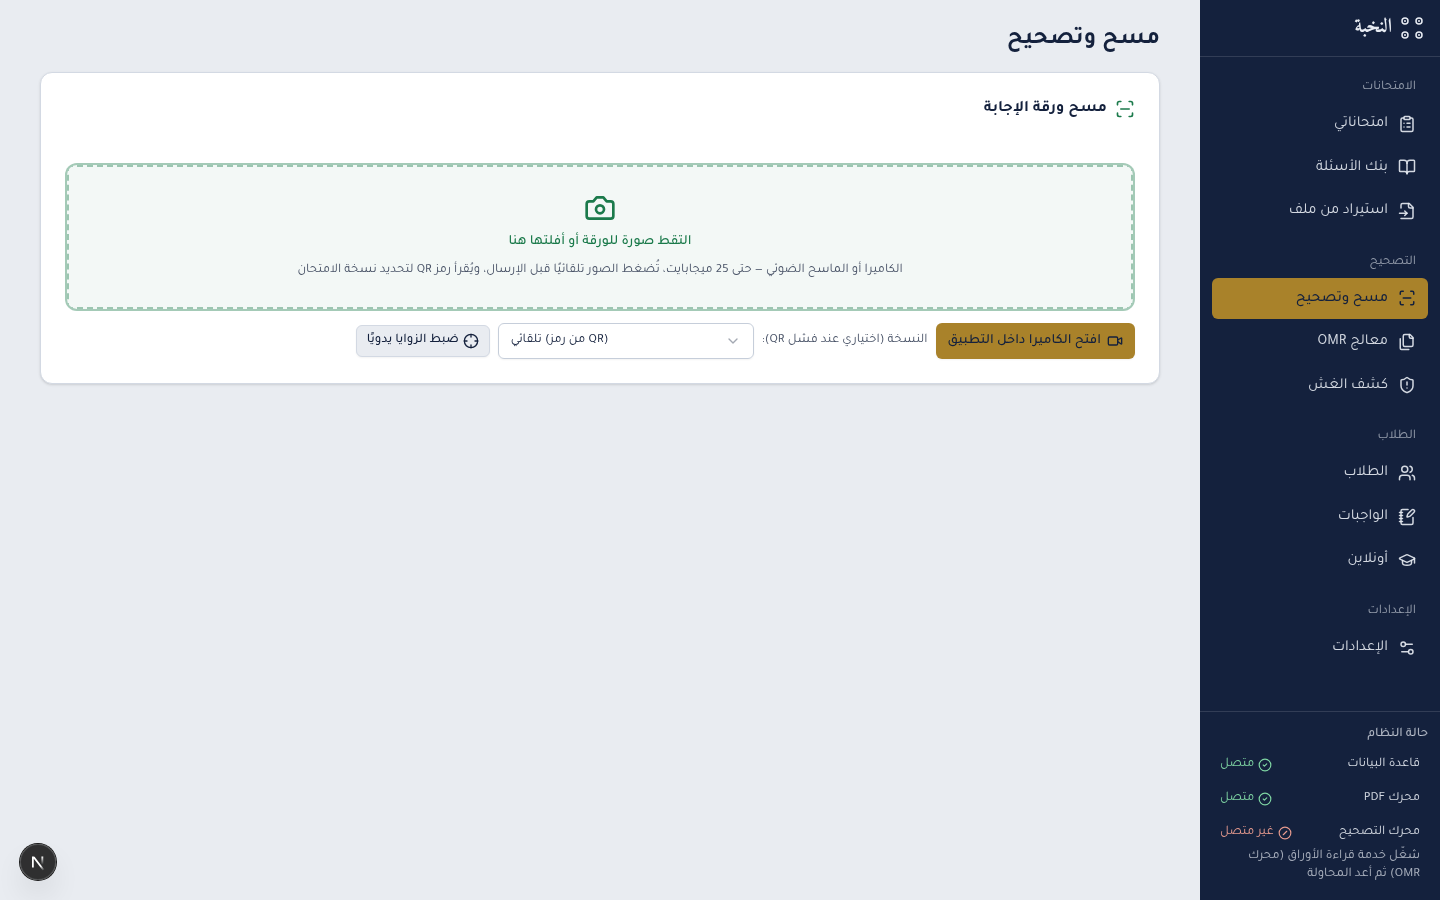 النخبة
الامتحانات
امتحاناتي
بنك الأسئلة
استيراد من ملف
التصحيح
مسح وتصحيح
معالج OMR
كشف الغش
الطلاب
الطلاب
الواجبات
أونلاين
الإعدادات
الإعدادات
حالة النظام
قاعدة البيانات متصل
محرك PDF متصل
محرك التصحيح غير متصل
شغّل خدمة قراءة الأوراق (محرك
OMR) ثم أعد المحاولة
مسح وتصحيح
مسح ورقة الإجابة
التقط صورة للورقة أو أفلتها هنا
الكاميرا أو الماسح الضوئي – حتى 25 ميجابايت، تُضغط الصور تلقائيًا قبل الإرسال، ويُقرأ رمز QR لتحديد نسخة الامتحان
افتح الكاميرا داخل التطبيق النسخة (اختياري عند فشل QR): تلقائي (من رمز QR) ضبط الزوايا يدويًا
N